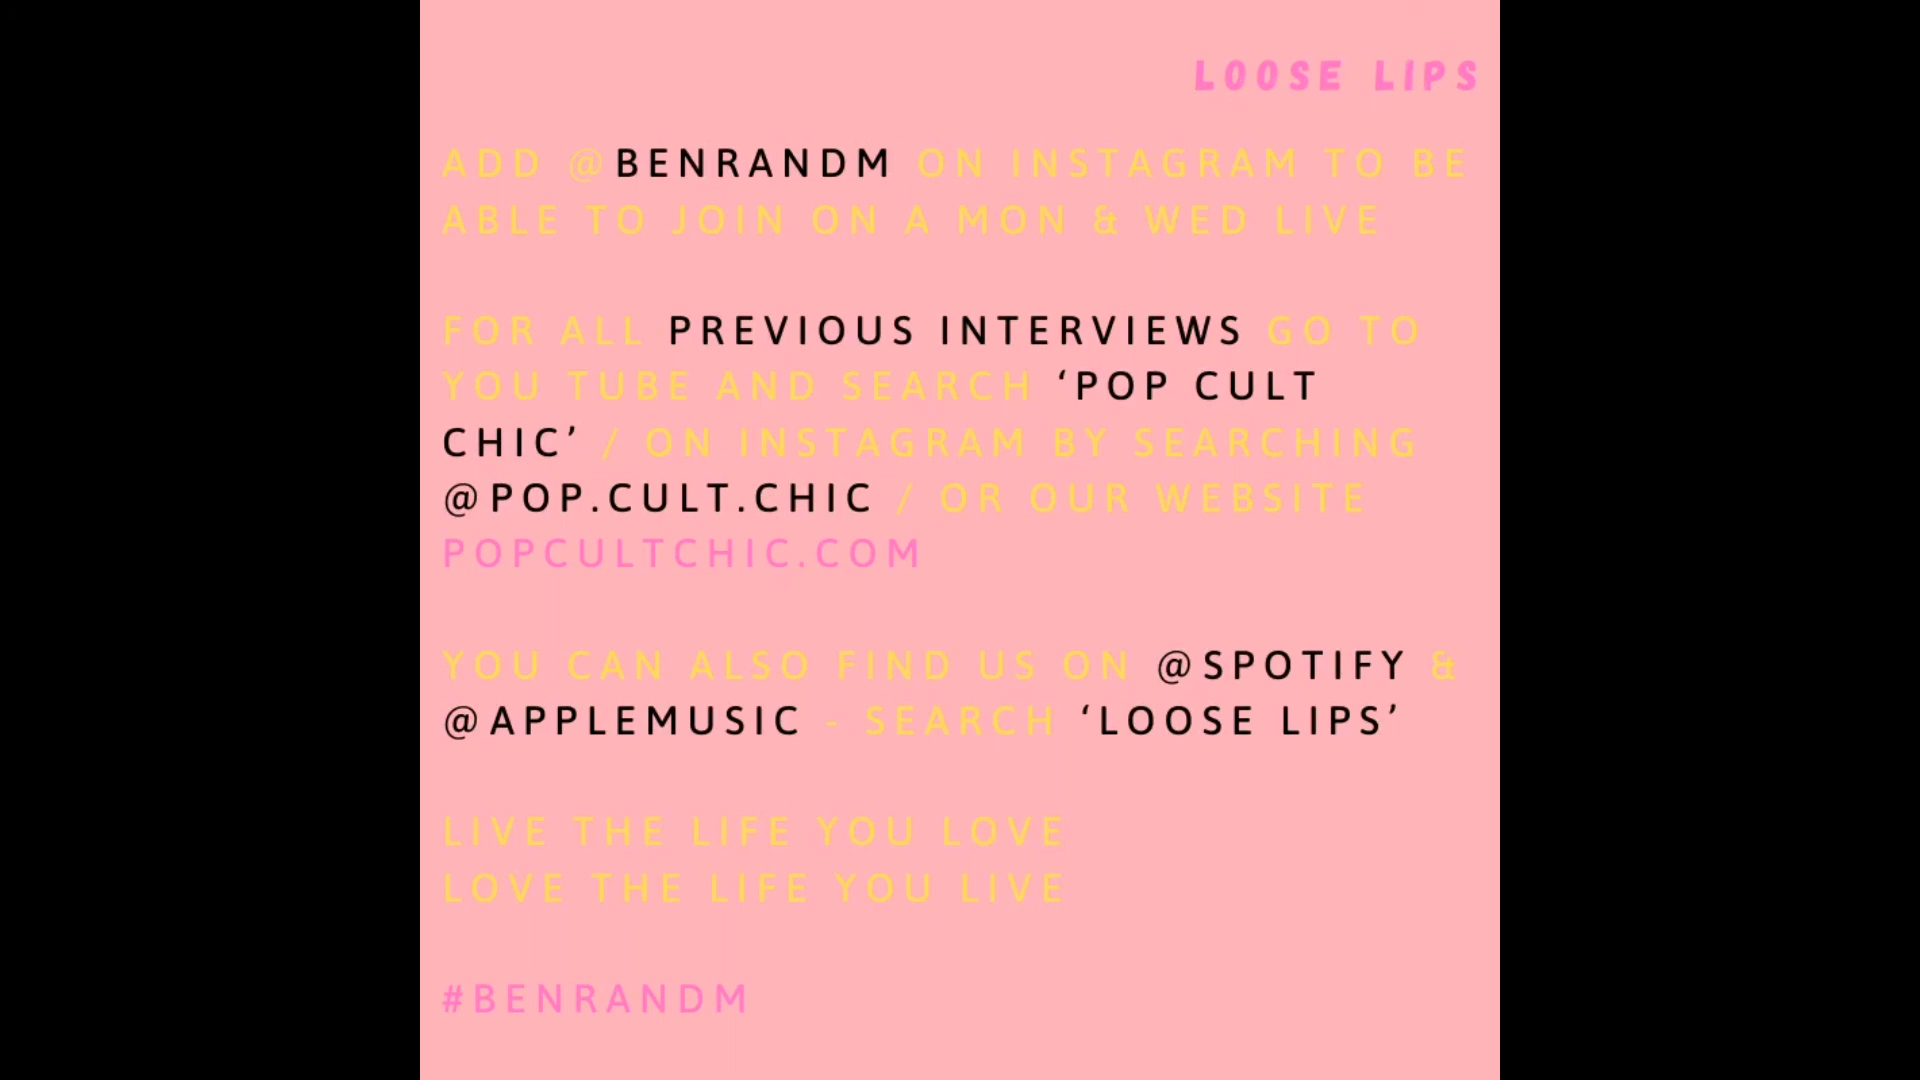 LOOSE LIPS
ADD @BENRANDM ON INSTAGRAM TO BE
ABLE TO JOIN ON A MON & WED LIVE
FOR ALL PREVIOUS INTERVIEWS GO TO
YOU TUBE AND SEARCH ‘POP CULT
CHIC’ / ON INSTAGRAM BY SEARCHING
@POP.CULT.CHIC / OR OUR WEBSITE
POPCULTCHIC.COM
YOU CAN ALSO FIND US ON @SPOTIFY &
@APPLEMUSIC - SEARCH ‘LOOSE LIPS’
LIVE THE LIFE YOU LOVE
LOVE THE LIFE YOU LIVE
#BENRANDM